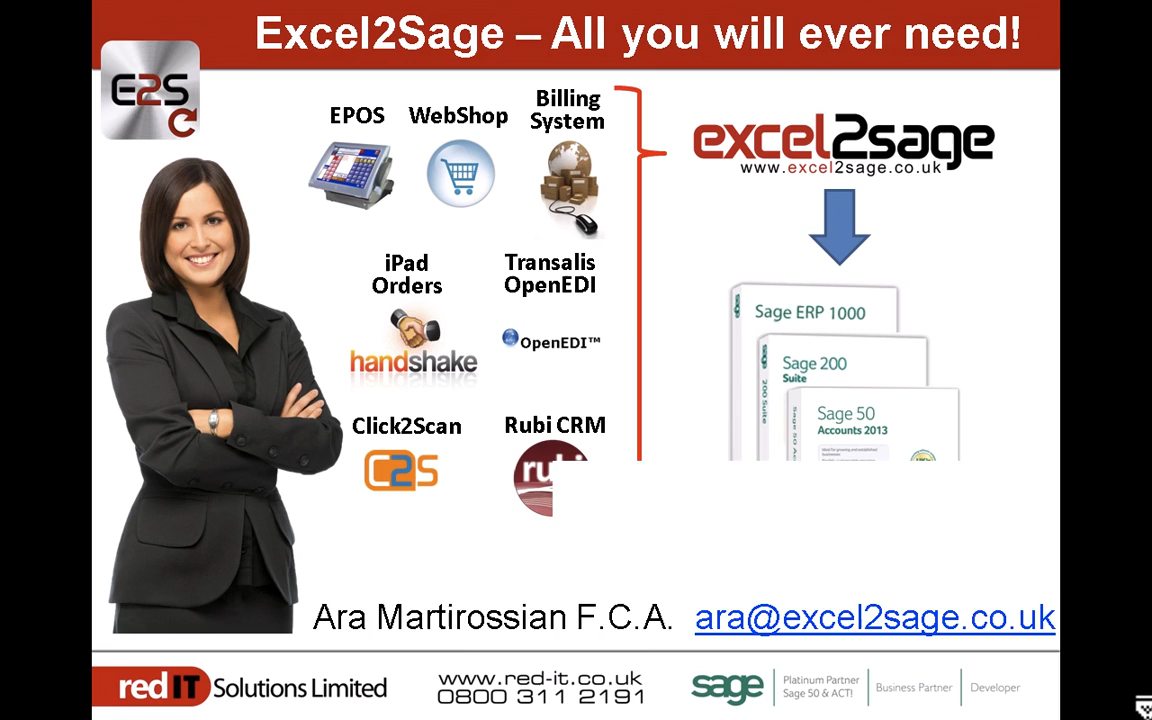 Excel2Sage – All you will ever need!
E2S
EPOS
WebShop
Billing
System
excel2sage
www.excel2sage.co.uk
iPad
Orders
Transalis
OpenEDI
handshake
OpenEDI™
Sage ERP 1000
Sage 200
Suite
200 Suite
Sage 50
Accounts 2013
Click2Scan
C2S
Rubi CRM
Ara Martirossian F.C.A. ara@excel2sage.co.uk
red IT Solutions Limited
www.red-it.co.uk
0800 311 2191
sage
Platinum Partner
Sage 50 & ACT!
Business Partner
Developer